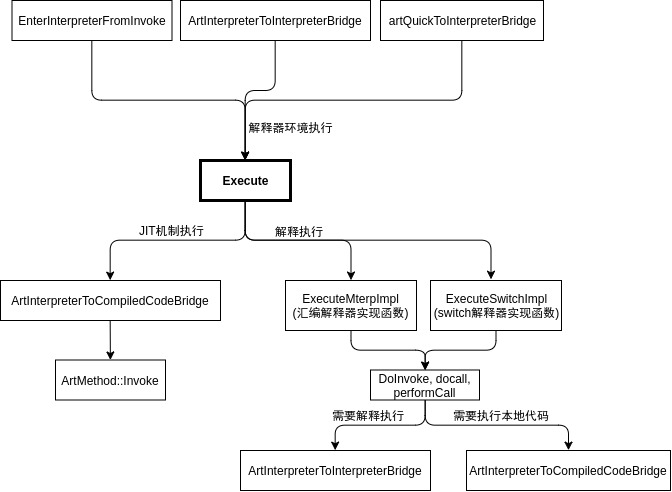 EnterInterpreterFromInvoke
ArtInterpreterToInterpreterBridge
artQuickToInterpreterBridge
解释器环境执行
Execute
JIT机制执行
解释执行
ArtInterpreterToCompiledCodeBridge
ExecuteMterpImpl
(汇编解释器实现函数)
ExecuteSwitchImpl
(switch解释器实现函数)
ArtMethod::Invoke
DoInvoke, docall,
performCall
需要解释执行
需要执行本地代码
ArtInterpreterToInterpreterBridge
ArtInterpreterToCompiledCodeBridge